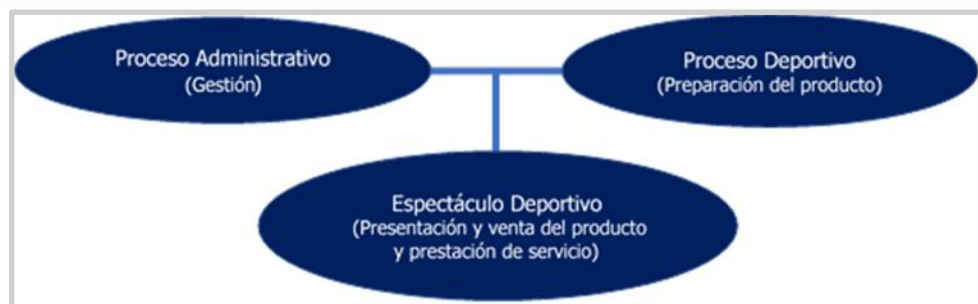 Proceso Administrativo
(Gestión)
Proceso Deportivo
(Preparación del producto)
Espectáculo Deportivo
(Presentación y venta del producto
y prestación de servicio)